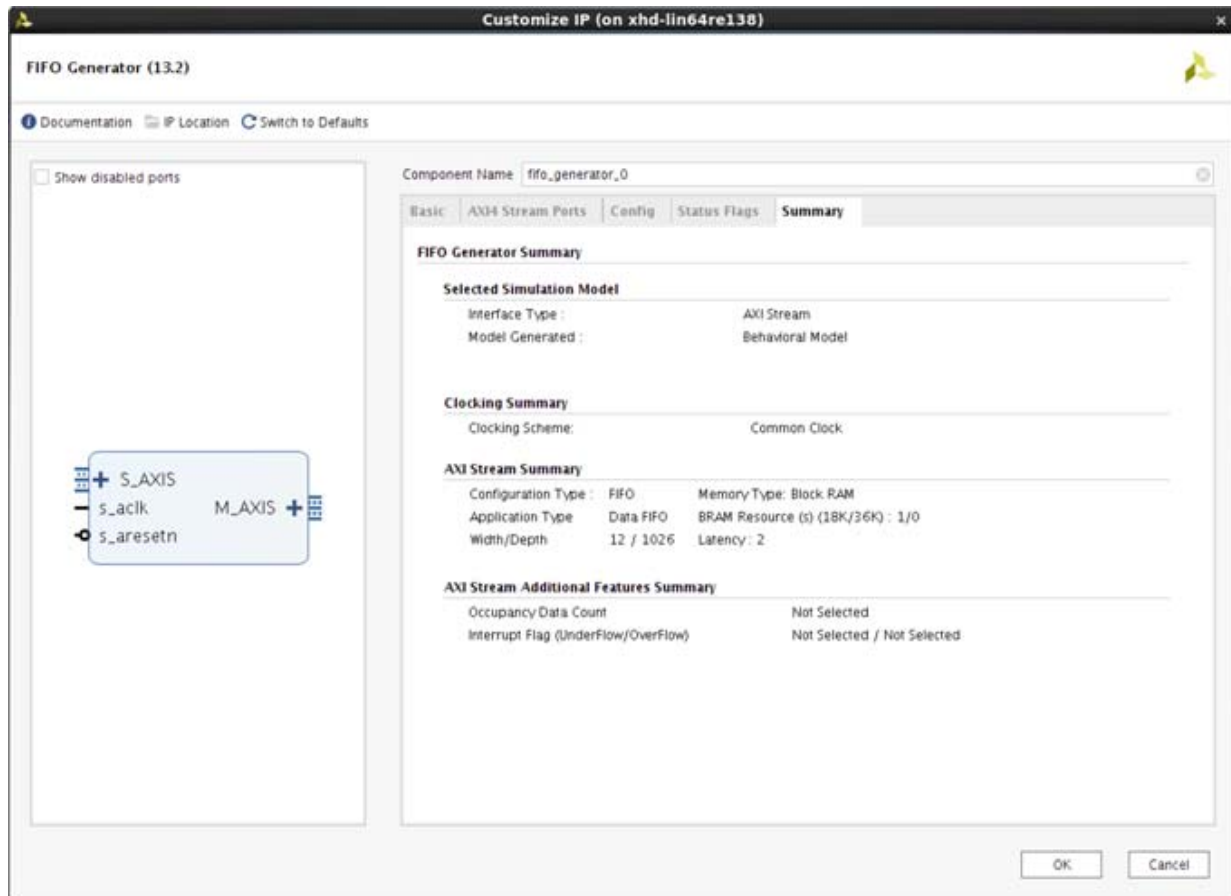 Customize IP (on xhd-lin64re138)
FIFO Generator (13.2)
Documentation IP Location Switch to Defaults
Show disabled ports
S_AXIS
s_aclk M_AXIS
s_aresetn
Component Name fifo_generator_0
Basic AXI4 Stream Ports Config Status Flags Summary
FIFO Generator Summary
Selected Simulation Model
Interface Type : AXI Stream
Model Generated : Behavioral Model
Clocking Summary
Clocking Scheme: Common Clock
AXI Stream Summary
Configuration Type : FIFO Memory Type: Block RAM
Application Type Data FIFO BRAM Resource (s) (18K/36K) : 1/0
Width/Depth 12 / 1026 Latency : 2
AXI Stream Additional Features Summary
Occupancy Data Count Not Selected
Interrupt Flag (UnderFlow/OverFlow) Not Selected / Not Selected
OK Cancel